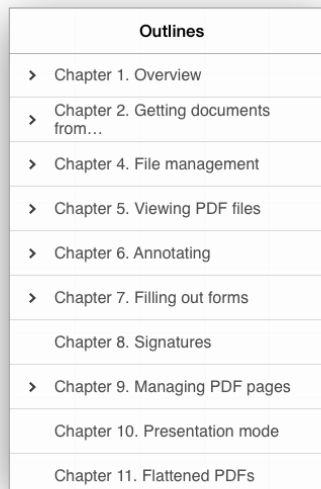 Outlines
Chapter 1. Overview
Chapter 2. Getting documents
from…
Chapter 4. File management
Chapter 5. Viewing PDF files
Chapter 6. Annotating
Chapter 7. Filling out forms
Chapter 8. Signatures
Chapter 9. Managing PDF pages
Chapter 10. Presentation mode
Chapter 11. Flattened PDFs